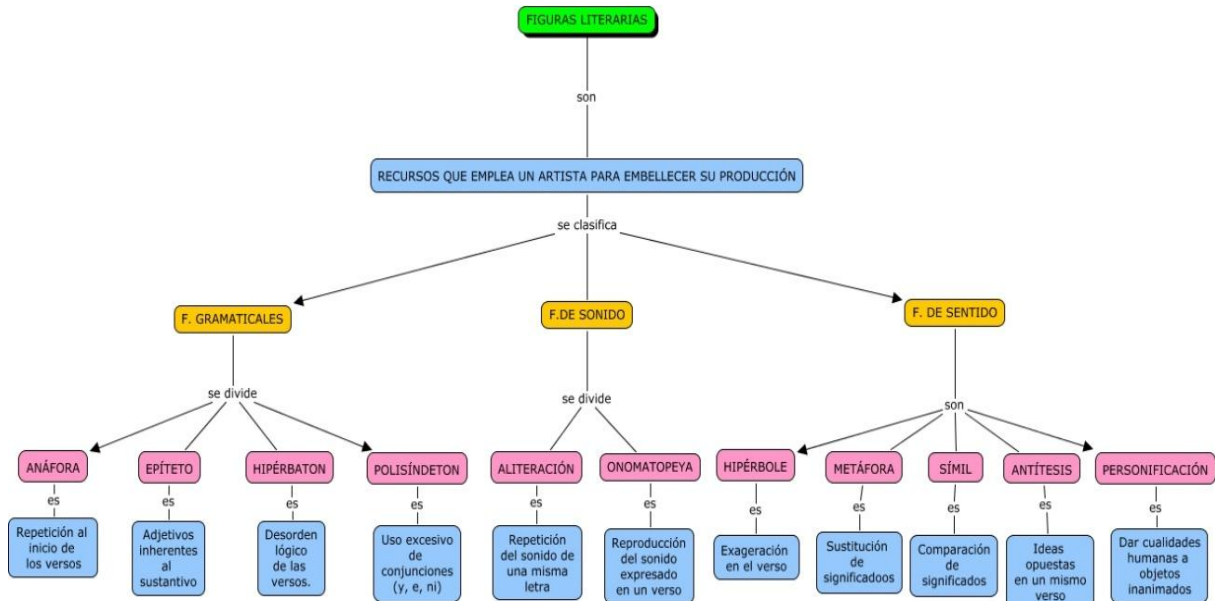 FIGURAS LITERARIAS
son
RECURSOS QUE EMPLEA UN ARTISTA PARA EMBELLECER SU PRODUCCIÓN
se clasifica
F. GRAMATICALES
F.DE SONIDO
F. DE SENTIDO
se divide
se divide
son
ANÁFORA
EPÍTETO
HIPÉRBATON
POLISÍNDETON
ALITERACIÓN
ONOMATOPEYA
HIPÉRBOLE
METÁFORA
SÍMIL
ANTÍTESIS
PERSONIFICACIÓN
es
es
es
es
es
es
es
es
es
es
es
Repetición al
inicio de
los versos
Adjetivos
inherentes
al
sustantivo
Desorden
lógico
de las
versos.
Uso excesivo
de
conjunciones
(y, e, ni)
Repetición
del sonido de
una misma
letra
Reproducción
del sonido
expresado
en un verso
Exageración
en el verso
Sustitución
de
significadoos
Comparación
de
significados
Ideas
opuestas
en un mismo
verso
Dar cualidades
humanas a
objetos
inanimados